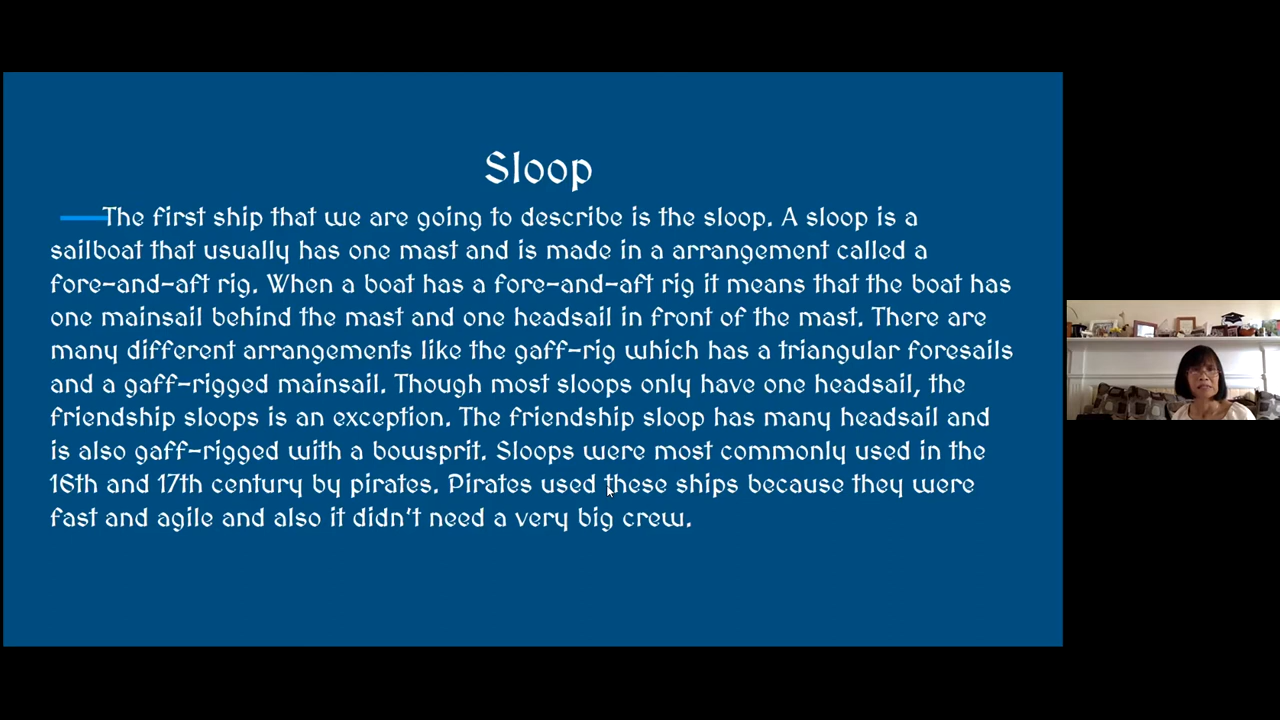 Sloop
The first ship that we are going to describe is the sloop. A sloop is a
sailboat that usually has one mast and is made in a arrangement called a
fore-and-aft rig. When a boat has a fore-and-aft rig it means that the boat has
one mainsail behind the mast and one headsail in front of the mast. There are
many different arrangements like the gaff-rig which has a triangular foresails
and a gaff-rigged mainsail. Though most sloops only have one headsail, the
friendship sloops is an exception. The friendship sloop has many headsail and
is also gaff-rigged with a bowsprit. Sloops were most commonly used in the
16th and 17th century by pirates. Pirates used these ships because they were
fast and agile and also it didn't need a very big crew.